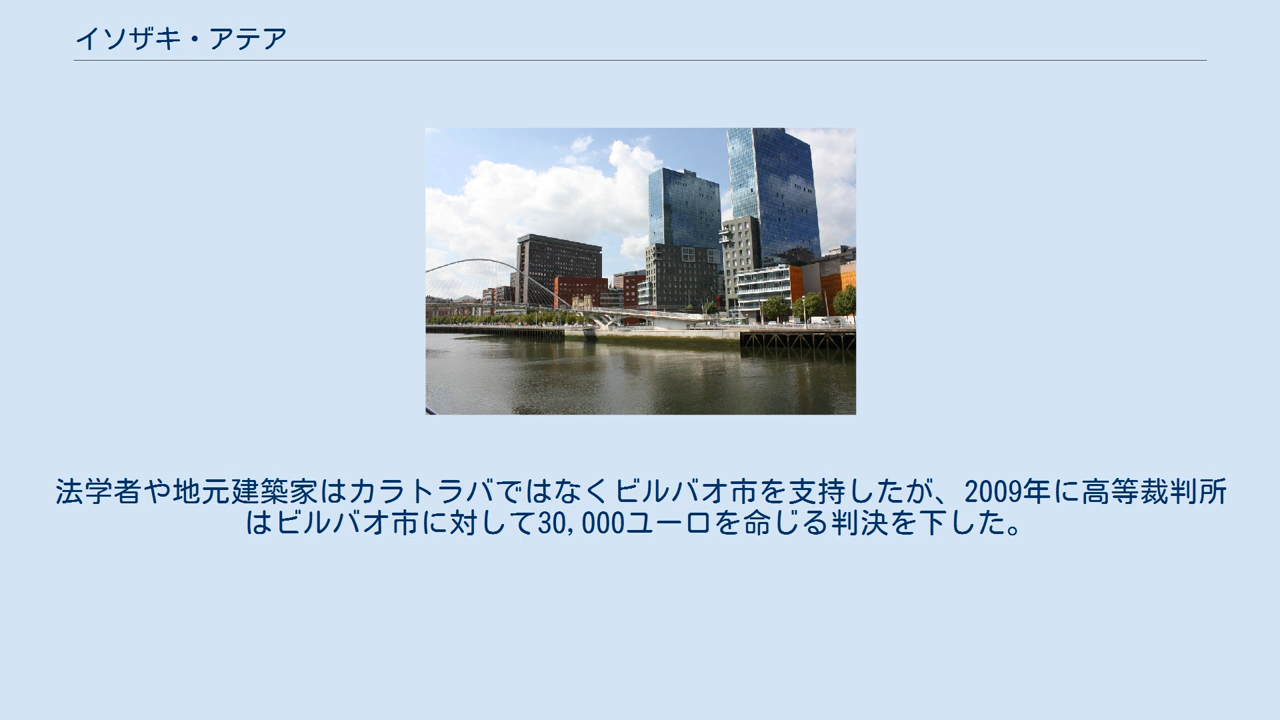 イソザキ・アテア
法学者や地元建築家はカラトラバではなくビルバオ市を支持したが、2009年に高等裁判所
はビルバオ市に対して30,000ユーロを命じる判決を下した。